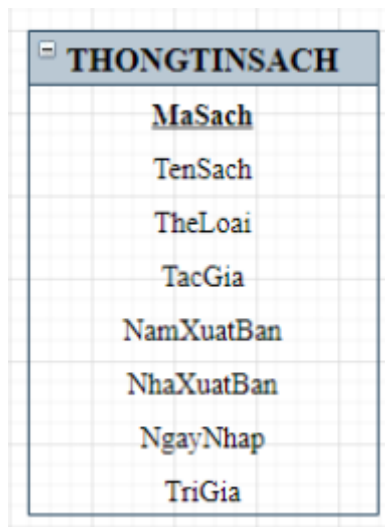 THONGTINSACH
MaSach
TenSach
TheLoai
TacGia
NamXuatBan
NhaXuatBan
NgayNhap
TriGia